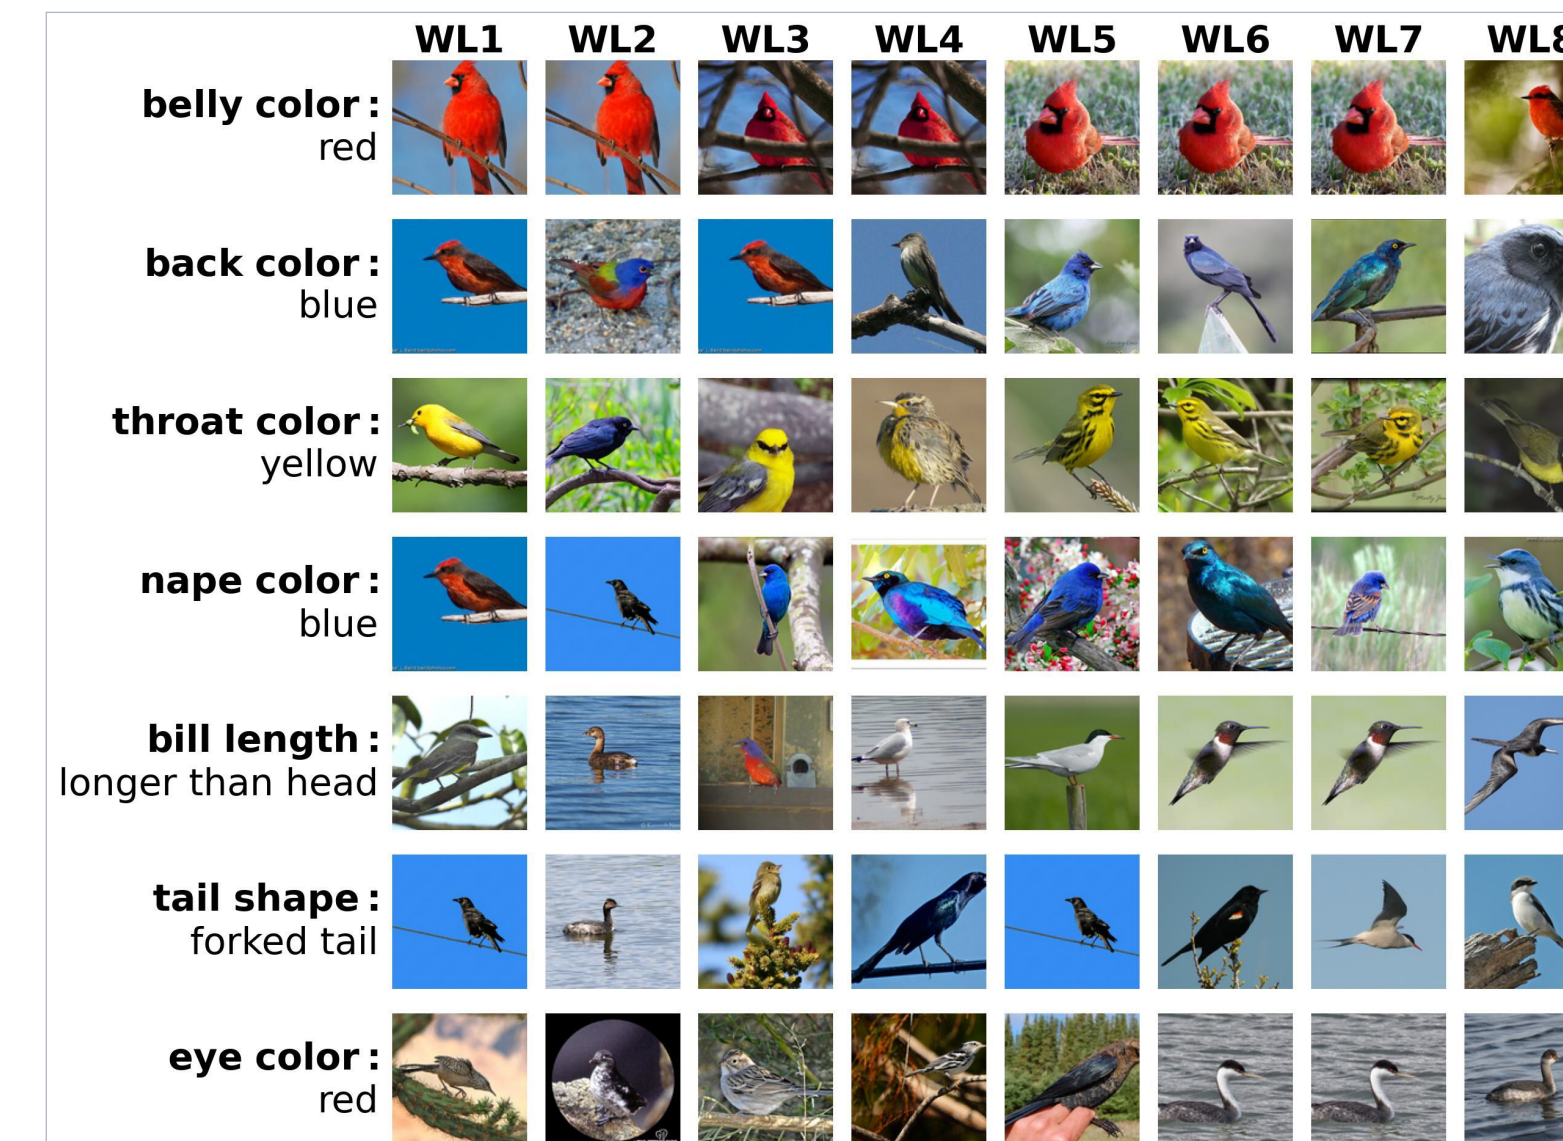 WL1 WL2 WL3 WL4 WL5 WL6 WL7 WL8
belly color:
red
back color:
blue
throat color:
yellow
nape color:
blue
bill length:
longer than head
tail shape:
forked tail
eye color:
red